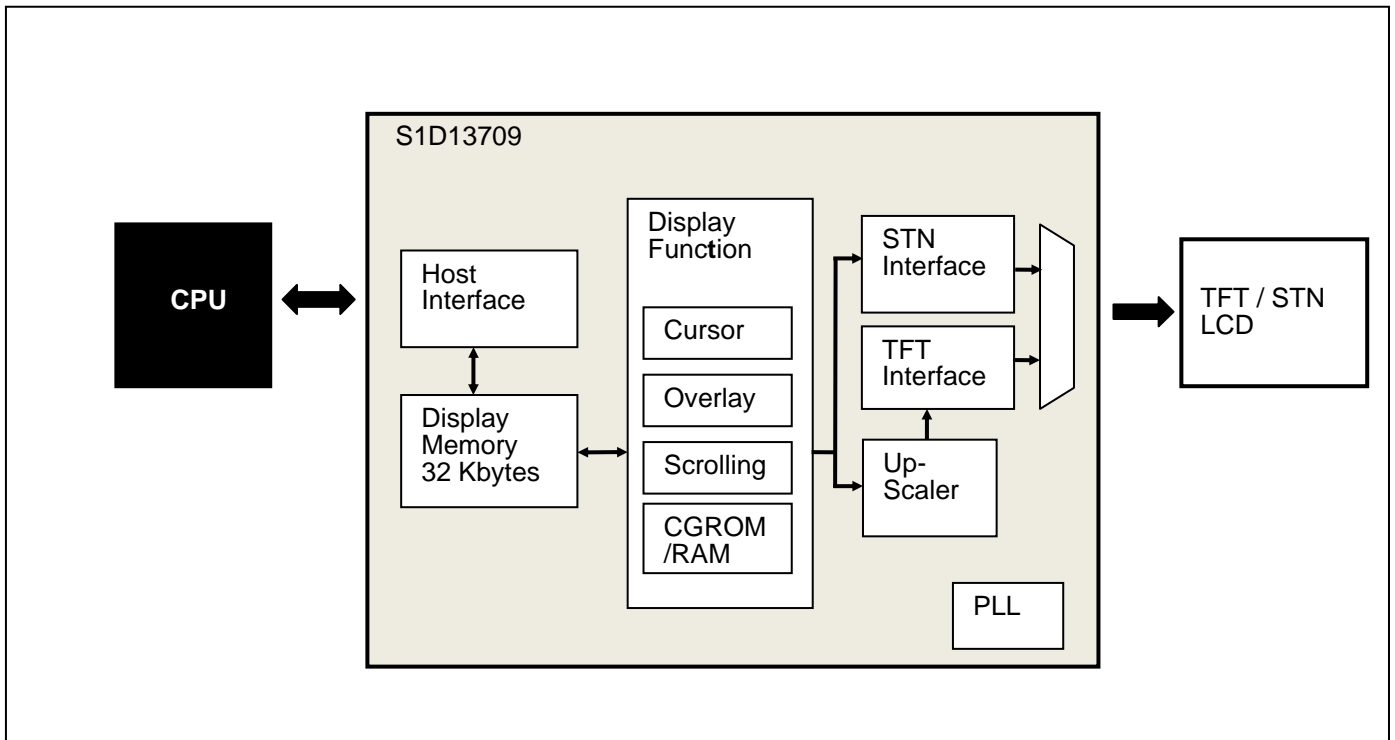 S1D13709
CPU
Host
Interface
Display
Memory
32 Kbytes
Display
Function
Cursor
Overlay
Scrolling
CGROM
/RAM
STN
Interface
TFT
Interface
Up-
Scaler
PLL
TFT / STN
LCD